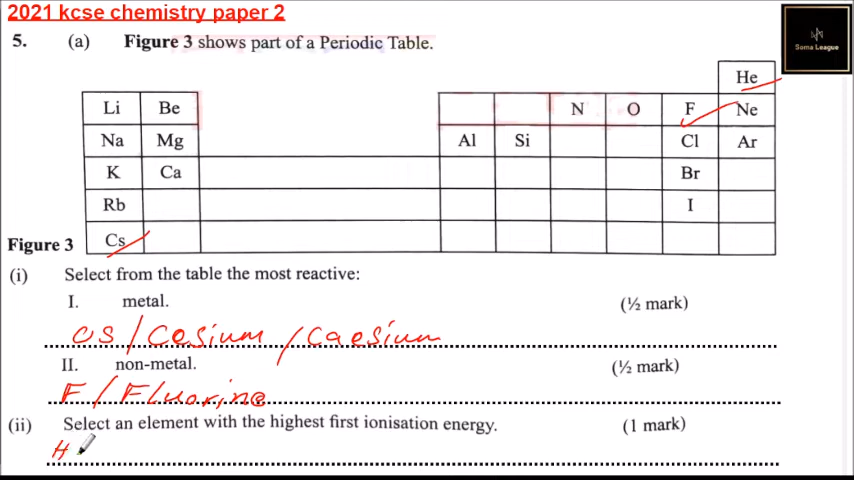 2021 kcse chemistry paper 2
5. (a) Figure 3 shows part of a Periodic Table.
Soma League
He
Li Be N O F Ne
Na Mg Al Si Cl Ar
K Ca Br
Rb I
Cs
Figure 3
(i) Select from the table the most reactive:
I. metal. (½ mark)
CS / Cesium / Caesium
II. non-metal. (½ mark)
F / Fluorine
(ii) Select an element with the highest first ionisation energy. (1 mark)
H